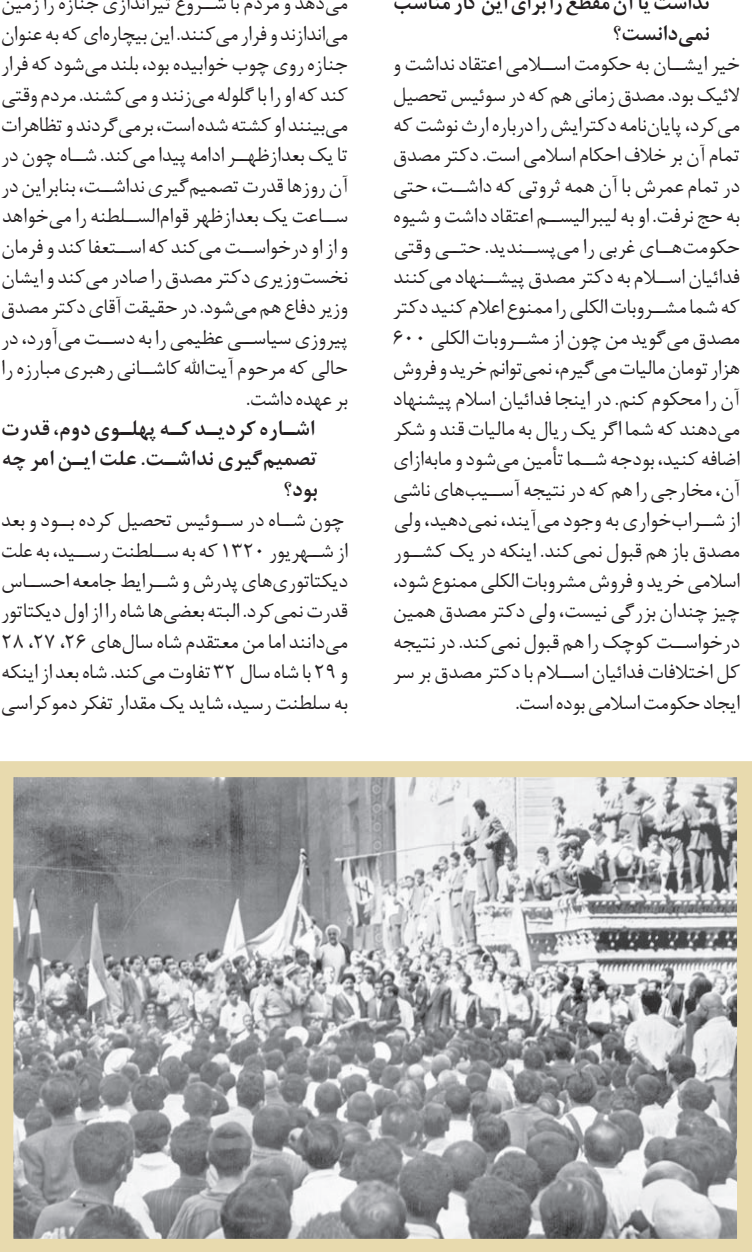 نداشت یا آن مقطع را برای این کار مناسب
نمی‌دانست؟
خیر ایشان به حکومت اسلامی اعتقاد نداشت و
لائیک بود. مصدق زمانی هم که در سوئیس تحصیل
می‌کرد، پایان‌نامه دکترایش را درباره ارث نوشت که
تمام آن بر خلاف احکام اسلامی است. دکتر مصدق
در تمام عمرش با آن همه ثروتی که داشت، حتی
به حج نرفت. او به لیبرالیسم اعتقاد داشت و شیوه
حکومت‌های غربی را می‌پسندید. حتی وقتی
فدائیان اسلام به دکتر مصدق پیشنهاد می‌کنند
که شما مشروبات الکلی را ممنوع اعلام کنید دکتر
مصدق می‌گوید من چون از مشروبات الکلی ۶۰۰
هزار تومان مالیات می‌گیرم، نمی‌توانم خرید و فروش
آن را محکوم کنم. در اینجا فدائیان اسلام پیشنهاد
می‌دهند که شما اگر یک ریال به مالیات قند و شکر
اضافه کنید، بودجه شما تأمین می‌شود و مابه‌ازای
آن، مخارجی را هم که در نتیجه آسیب‌های ناشی
از شراب‌خواری به وجود می‌آیند، نمی‌دهید، ولی
مصدق باز هم قبول نمی‌کند. اینکه در یک کشور
اسلامی خرید و فروش مشروبات الکلی ممنوع شود،
چیز چندان بزرگی نیست، ولی دکتر مصدق همین
درخواست کوچک را هم قبول نمی‌کند. در نتیجه
کل اختلافات فدائیان اسلام با دکتر مصدق بر سر
ایجاد حکومت اسلامی بوده است.
می‌دهد و مردم با شروع تیراندازی جنازه را زمین
می‌اندازند و فرار می‌کنند. این بیچاره‌ای که به عنوان
جنازه روی چوب خوابیده بود، بلند می‌شود که فرار
کند که او را با گلوله می‌زنند و می‌کشند. مردم وقتی
می‌بینند او کشته شده است، برمی‌گردند و تظاهرات
تا یک بعدازظهر ادامه پیدا می‌کند. شاه چون در
آن روزها قدرت تصمیم‌گیری نداشت، بنابراین در
ساعت یک بعدازظهر قوام‌السلطنه را می‌خواهد
و از او درخواست می‌کند که استعفا کند و فرمان
نخست‌وزیری دکتر مصدق را صادر می‌کند و ایشان
وزیر دفاع هم می‌شود. در حقیقت آقای دکتر مصدق
پیروزی سیاسی عظیمی را به دست می‌آورد، در
حالی که مرحوم آیت‌الله کاشانی رهبری مبارزه را
بر عهده داشت.
اشاره کردید که پهلوی دوم، قدرت
تصمیم‌گیری نداشت. علت این امر چه
بود؟
چون شاه در سوئیس تحصیل کرده بود و بعد
از شهریور ۱۳۲۰ که به سلطنت رسید، به علت
دیکتاتوری‌های پدرش و شرایط جامعه احساس
قدرت نمی‌کرد. البته بعضی‌ها شاه را از اول دیکتاتور
می‌دانند اما من معتقدم شاه سال‌های ۲۶، ۲۷، ۲۸
و ۲۹ با شاه سال ۳۲ تفاوت می‌کند. شاه بعد از اینکه
به سلطنت رسید، شاید یک مقدار تفکر دموکراسی